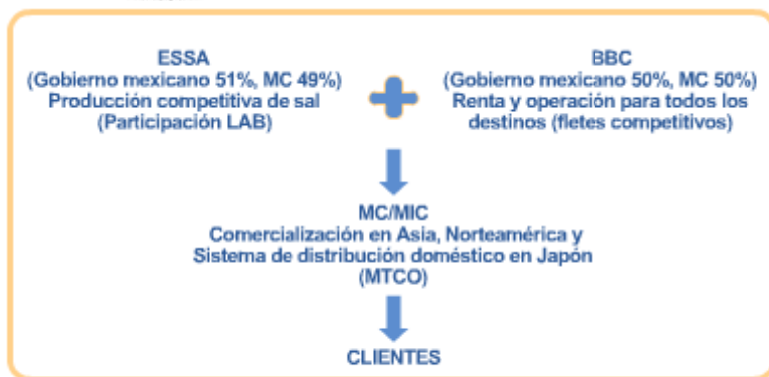 ESSA
(Gobierno mexicano 51%, MC 49%)
Producción competitiva de sal
(Participación LAB)
BBC
(Gobierno mexicano 50%, MC 50%)
Renta y operación para todos los
destinos (fletes competitivos)
MC/MIC
Comercialización en Asia, Norteamérica y
Sistema de distribución doméstico en Japón
(MTCO)
CLIENTES